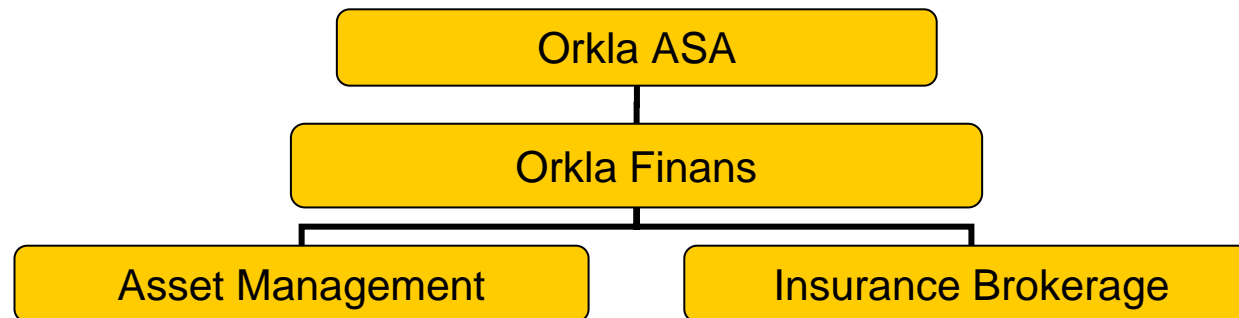 Orkla ASA
Orkla Finans
Asset Management
Insurance Brokerage